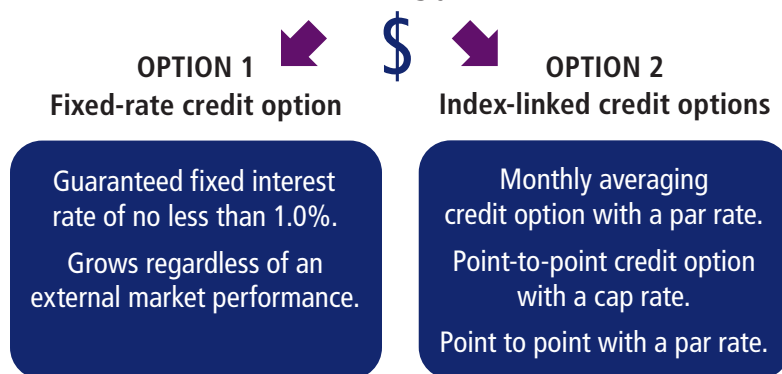 $
OPTION 1
Fixed-rate credit option
Guaranteed fixed interest
rate of no less than 1.0%.
Grows regardless of an
external market performance.
OPTION 2
Index-linked credit options
Monthly averaging
credit option with a par rate.
Point-to-point credit option
with a cap rate.
Point to point with a par rate.